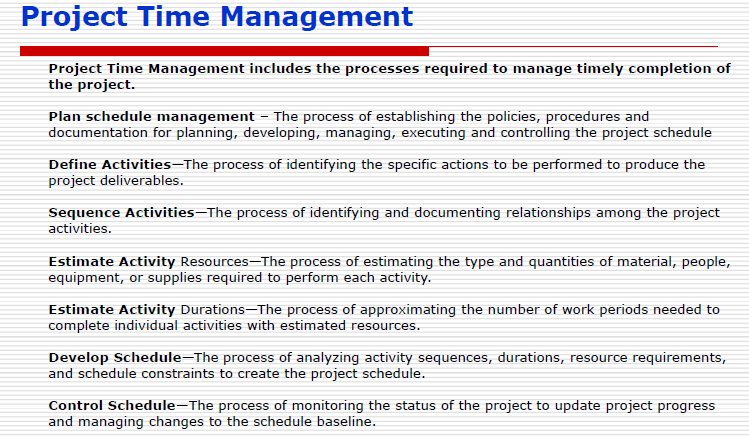 Project Time Management
Project Time Management includes the processes required to manage timely completion of
the project.
Plan schedule management – The process of establishing the policies, procedures and
documentation for planning, developing, managing, executing and controlling the project schedule
Define Activities—The process of identifying the specific actions to be performed to produce the
project deliverables.
Sequence Activities—The process of identifying and documenting relationships among the project
activities.
Estimate Activity Resources—The process of estimating the type and quantities of material, people,
equipment, or supplies required to perform each activity.
Estimate Activity Durations—The process of approximating the number of work periods needed to
complete individual activities with estimated resources.
Develop Schedule—The process of analyzing activity sequences, durations, resource requirements,
and schedule constraints to create the project schedule.
Control Schedule—The process of monitoring the status of the project to update project progress
and managing changes to the schedule baseline.